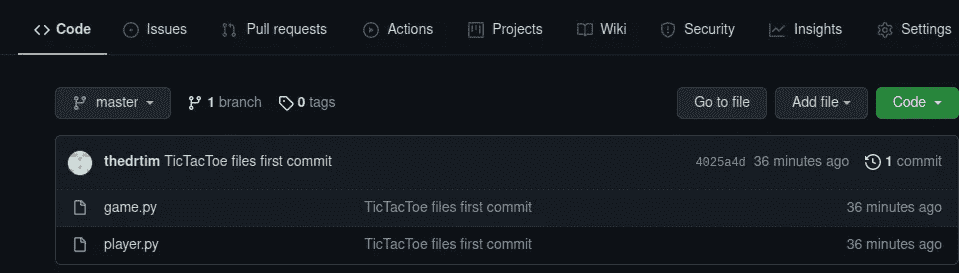 Code Issues Pull requests Actions Projects Wiki Security Insights Settings
master 1 branch 0 tags Go to file Add file Code
thedrtim TicTacToe files first commit 4025a4d 36 minutes ago 1 commit
game.py TicTacToe files first commit 36 minutes ago
player.py TicTacToe files first commit 36 minutes ago